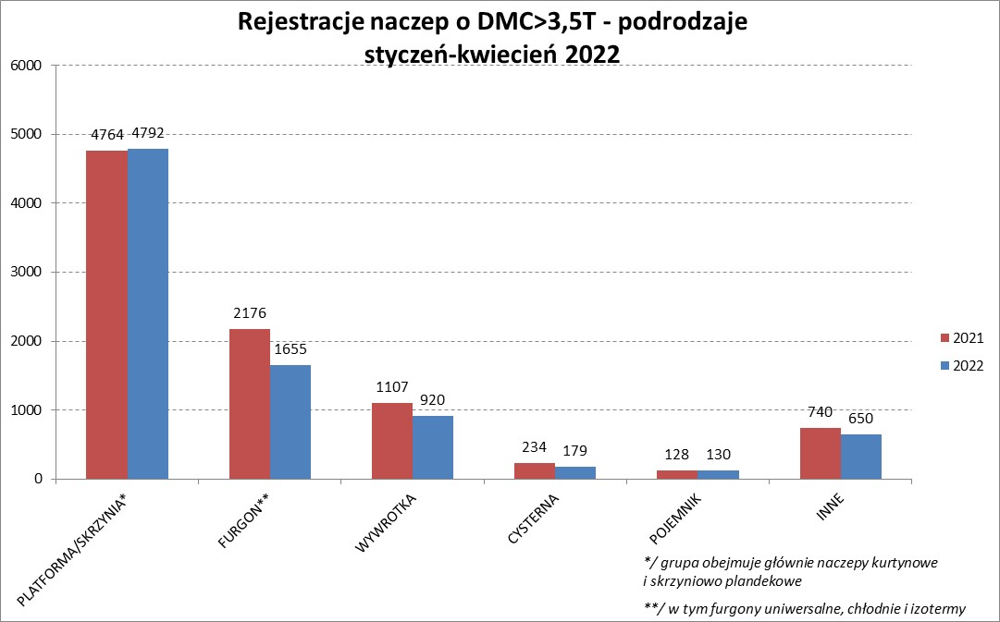 Rejestracje naczep o DMC>3,5T - podrodzaje
styczeń-kwiecień 2022
6000
5000
4000
3000
2000
1000
0
4764 4792
2176 1655
1107 920
234 179
128 130
740 650
PLATFORMA/SKRZYNIA*
FURGON**
WYWROTKA
CYSTERNA
POJEMNIK
INNE
2021
2022
*/ grupa obejmuje głównie naczepy kurtynowe
i skrzyniowo plandekowe
**/ w tym furgony uniwersalne, chłodnie i izotermy